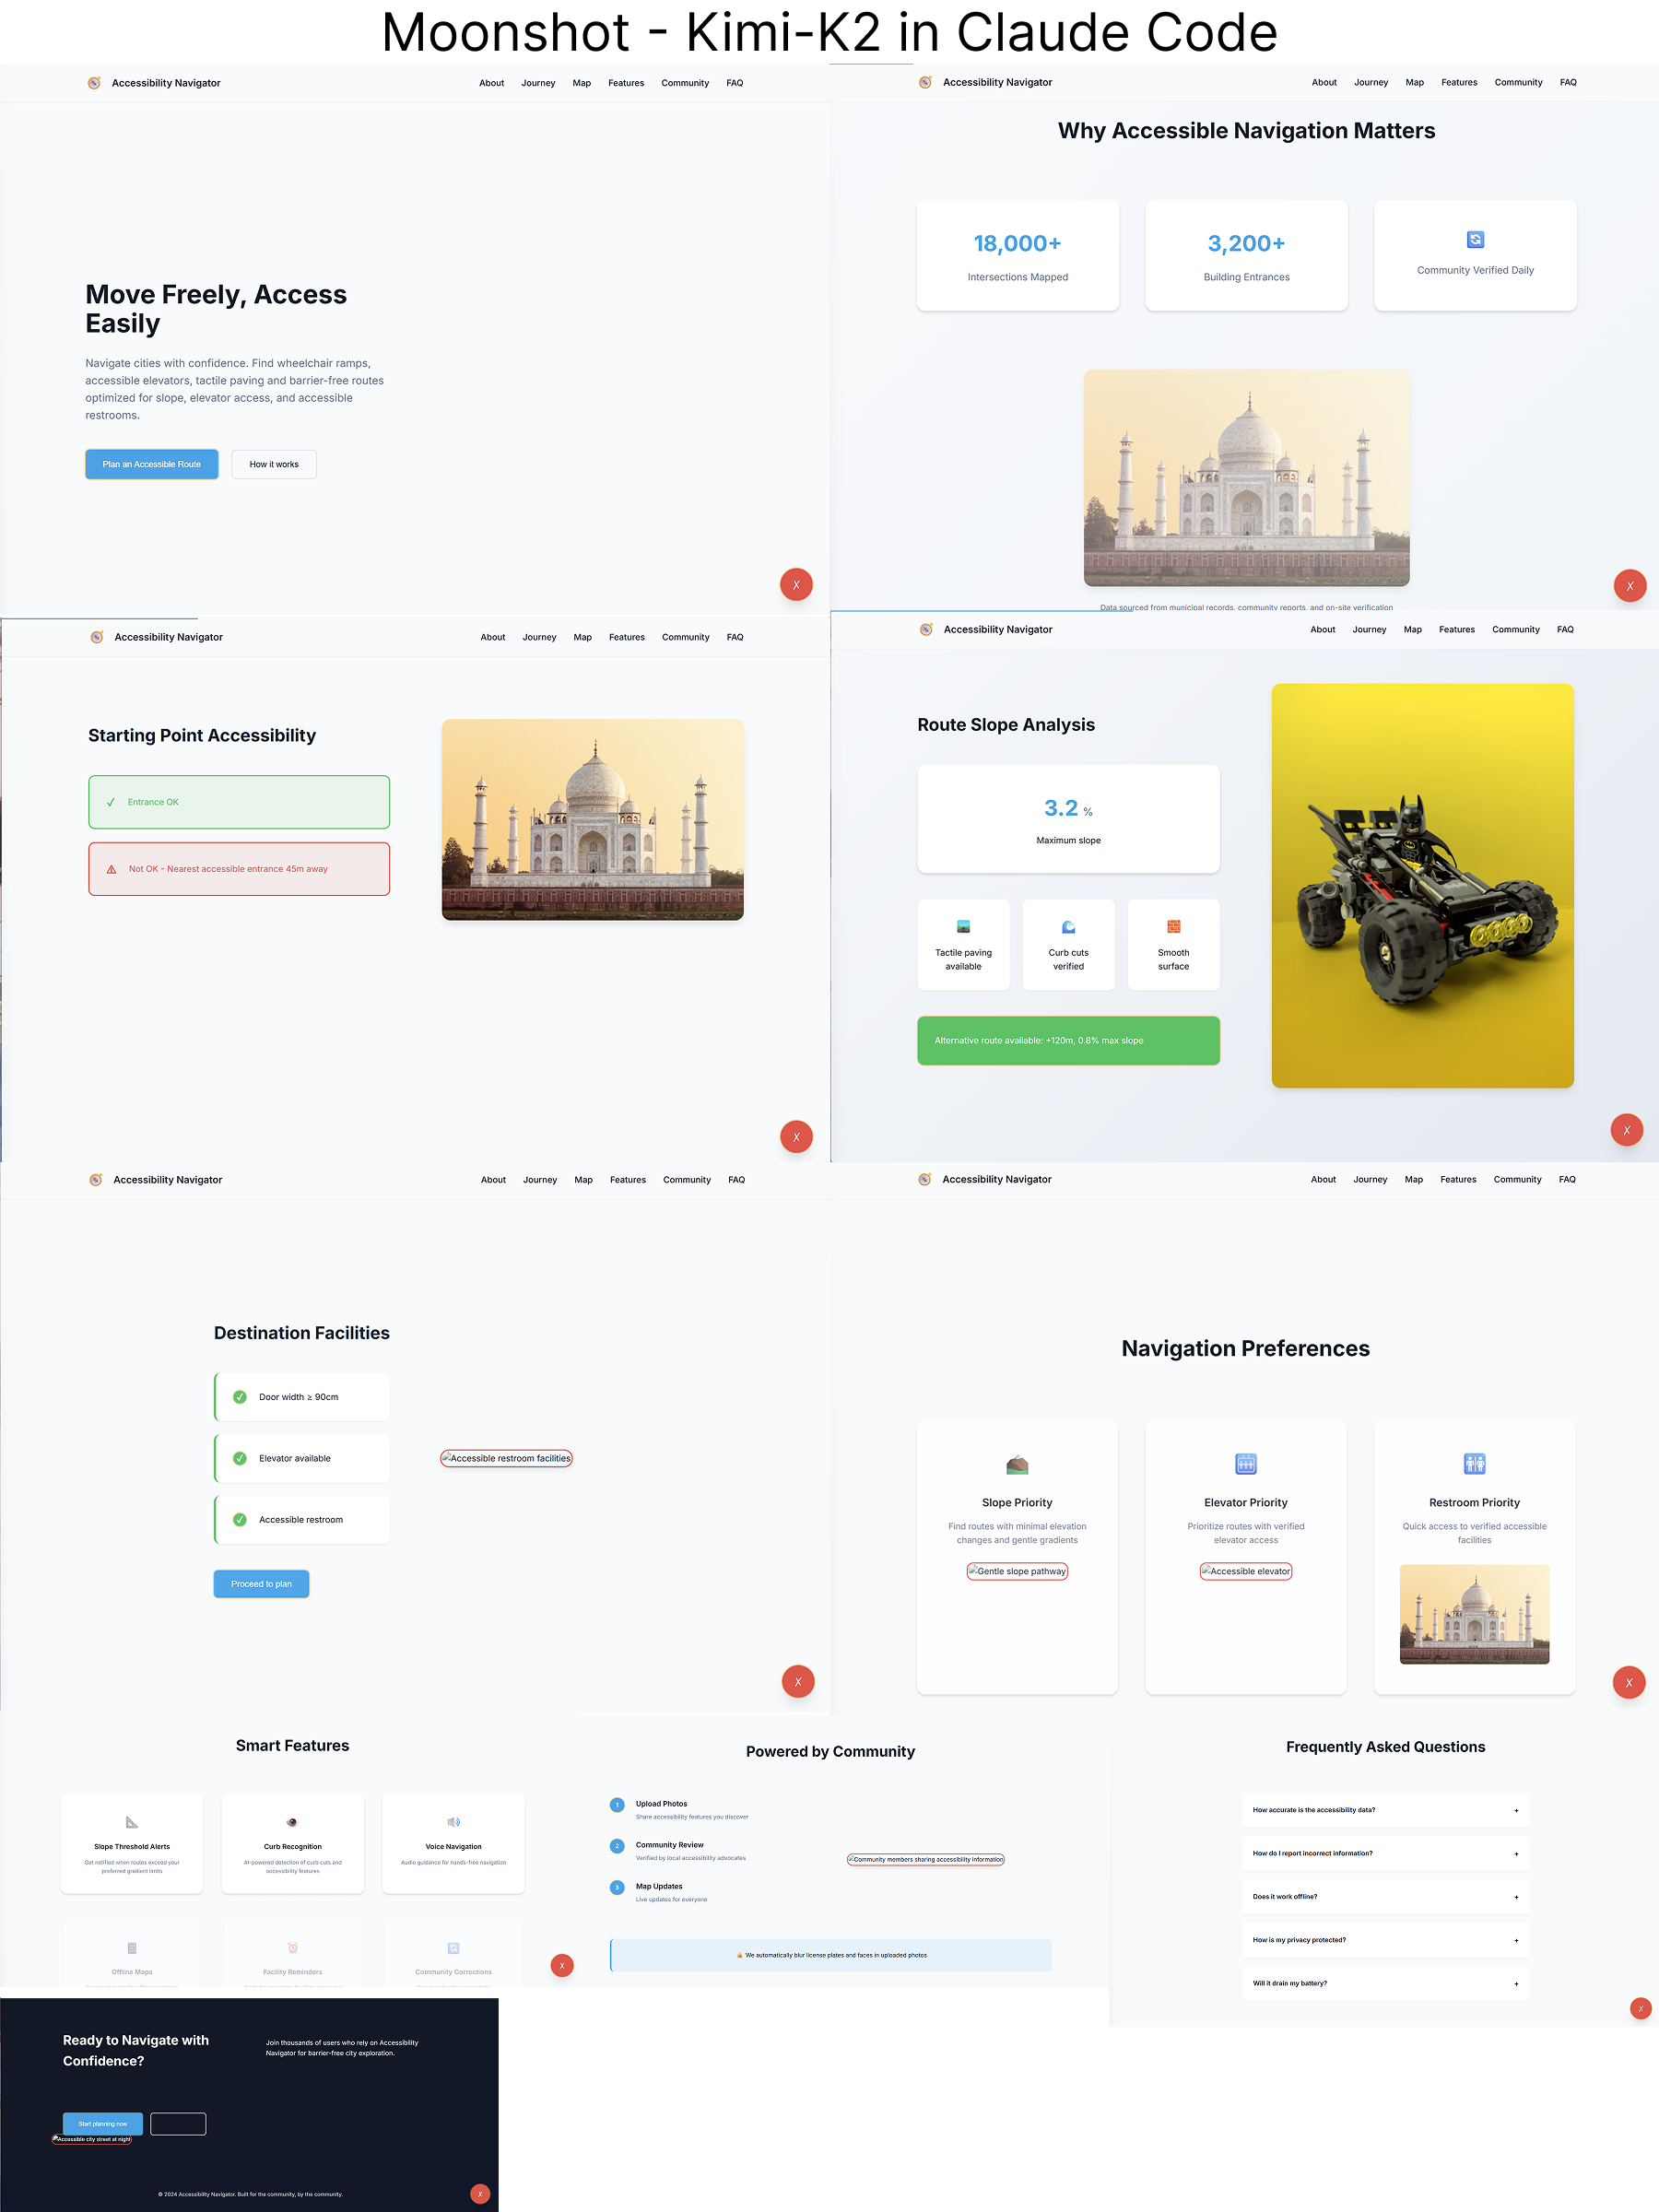 Moonshot - Kimi-K2 in Claude Code
Accessibility Navigator
About Journey Map Features Community FAQ
Move Freely, Access
Easily
Navigate cities with confidence. Find wheelchair ramps,
accessible elevators, tactile paving and barrier-free routes
optimized for slope, elevator access, and accessible
restrooms.
Plan an Accessible Route
How it works
X
Accessibility Navigator
About Journey Map Features Community FAQ
Why Accessible Navigation Matters
18,000+
Intersections Mapped
3,200+
Building Entrances
Community Verified Daily
Data sourced from municipal records, community reports, and on-site verification
X
Accessibility Navigator
About Journey Map Features Community FAQ
Starting Point Accessibility
✓ Entrance OK
⚠ Not OK - Nearest accessible entrance 45m away
X
Accessibility Navigator
About Journey Map Features Community FAQ
Route Slope Analysis
3.2 %
Maximum slope
Tactile paving
available
Curb cuts
verified
Smooth
surface
Alternative route available: +120m, 0.8% max slope
X
Accessibility Navigator
About Journey Map Features Community FAQ
Destination Facilities
✓ Door width ≥ 90cm
✓ Elevator available
✓ Accessible restroom
Accessible restroom facilities
Proceed to plan
X
Accessibility Navigator
About Journey Map Features Community FAQ
Navigation Preferences
Slope Priority
Find routes with minimal elevation
changes and gentle gradients
Gentle slope pathway
Elevator Priority
Prioritize routes with verified
elevator access
Accessible elevator
Restroom Priority
Quick access to verified accessible
facilities
X
Smart Features
Slope Threshold Alerts
Get notified when routes exceed your
preferred gradient limits
Curb Recognition
AI-powered detection of curb cuts and
accessibility features
Voice Navigation
Audio guidance for hands-free navigation
Offline Maps
Facility Reminders
Community Corrections
X
Powered by Community
1 Upload Photos
Share accessibility features you discover
2 Community Review
Verified by local accessibility advocates
3 Map Updates
Live updates for everyone
Community members sharing accessibility information
🔒 We automatically blur license plates and faces in uploaded photos
Frequently Asked Questions
How accurate is the accessibility data? +
How do I report incorrect information? +
Does it work offline? +
How is my privacy protected? +
Will it drain my battery? +
X
Ready to Navigate with
Confidence?
Join thousands of users who rely on Accessibility
Navigator for barrier-free city exploration.
Start planning now
Accessible city street at night
© 2024 Accessibility Navigator. Built for the community, by the community.
X